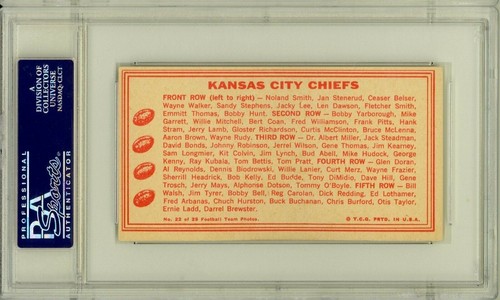 A
DIVISION OF
COLLECTORS
UNIVERSE
NASDAQ: CLCT
PROFESSIONAL
PSA
Sports
AUTHENTICATOR
KANSAS CITY CHIEFS
FRONT ROW (left to right) — Noland Smith, Jan Stenerud, Ceaser Belser,
Wayne Walker, Sandy Stephens, Jacky Lee, Len Dawson, Fletcher Smith,
Emmitt Thomas, Bobby Hunt. SECOND ROW — Bobby Yarborough, Mike
Garrett, Willie Mitchell, Bert Coan, Fred Williamson, Frank Pitts, Hank
Stram, Jerry Lamb, Gloster Richardson, Curtis McClinton, Bruce McLenna,
Aaron Brown, Wayne Rudy. THIRD ROW — Dr. Albert Miller, Jack Steadman,
David Bonds, Johnny Robinson, Jerrel Wilson, Gene Thomas, Jim Kearney,
Sam Longmier, Kit Colvin, Jim Lynch, Bud Abell, Mike Hudock, George
Kenny, Ray Kubala, Tom Bettis, Tom Pratt. FOURTH ROW — Glen Doran,
Al Reynolds, Dennis Biodrowski, Willie Lanier, Curt Merz, Wayne Frazier,
Sherrill Headrick, Bob Kelly, Ed Budde, Tony DiMidio, Dave Hill, Gene
Trosch, Jerry Mays, Alphonse Dotson, Tommy O'Boyle. FIFTH ROW — Bill
Walsh, Jim Tyrer, Bobby Bell, Reg Carolan, Dick Redding, Ed Lothamer,
Fred Arbanas, Chuck Hurston, Buck Buchanan, Chris Burford, Otis Taylor,
Ernie Ladd, Darrel Brewster.
No. 22 of 25 Football Team Photos.
© T.C.G. PRTD. IN U.S.A.